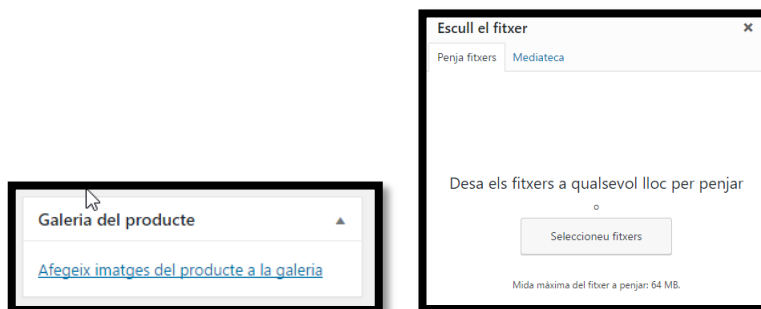 Galeria del producte
Afegeix imatges del producte a la galeria
Escull el fitxer
Penja fitxers Mediateca
Desa els fitxers a qualsevol lloc per penjar
o
Seleccioneu fitxers
Mida màxima del fitxer a penjar: 64 MB.